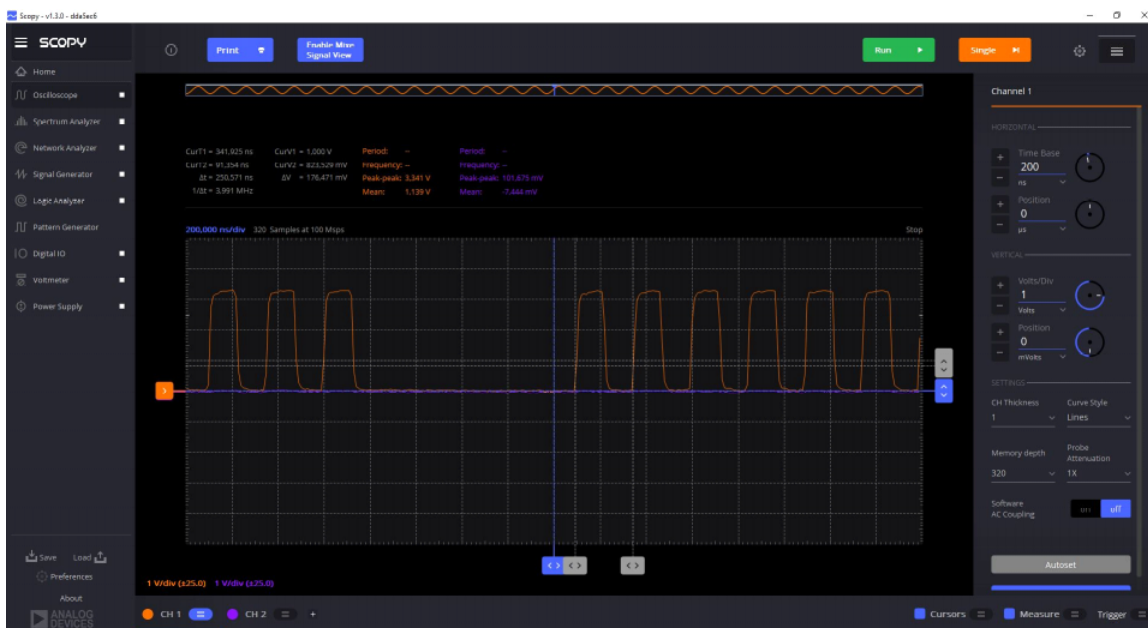 Scopy - v1.3.0 - dda5ec6
SCOPY
Print
Enable Mixe
Signal View
Run
Single
Home
Oscilloscope
Spectrum Analyzer
Network Analyzer
Signal Generator
Logic Analyzer
Pattern Generator
Digital IO
Voltmeter
Power Supply
CurT1 = 341,925 ns CurV1 = 1,000 V Period: -- Period: --
CurT2 = 91,354 ns CurV2 = 823,529 mV Frequency: -- Frequency: --
Δt = 250,571 ns ΔV = 176,471 mV Peak-peak: 3,341 V Peak-peak: 101,675 mV
1/Δt = 3,991 MHz Mean: 1,139 V Mean: -7,444 mV
200,000 ns/div 320 Samples at 100 Msps Stop
Channel 1
HORIZONTAL
Time Base
200
ns
Position
0
µs
VERTICAL
Volts/Div
1
Volts
Position
0
mVolts
SETTINGS
CH Thickness Curve Style
1 Lines
Memory depth Probe Attenuation
320 1X
Software AC Coupling on off
Autoset
Save Load
Preferences
About
ANALOG
DEVICES
1 V/div (±25.0) 1 V/div (±25.0)
CH 1 CH 2 + Cursors Measure Trigger